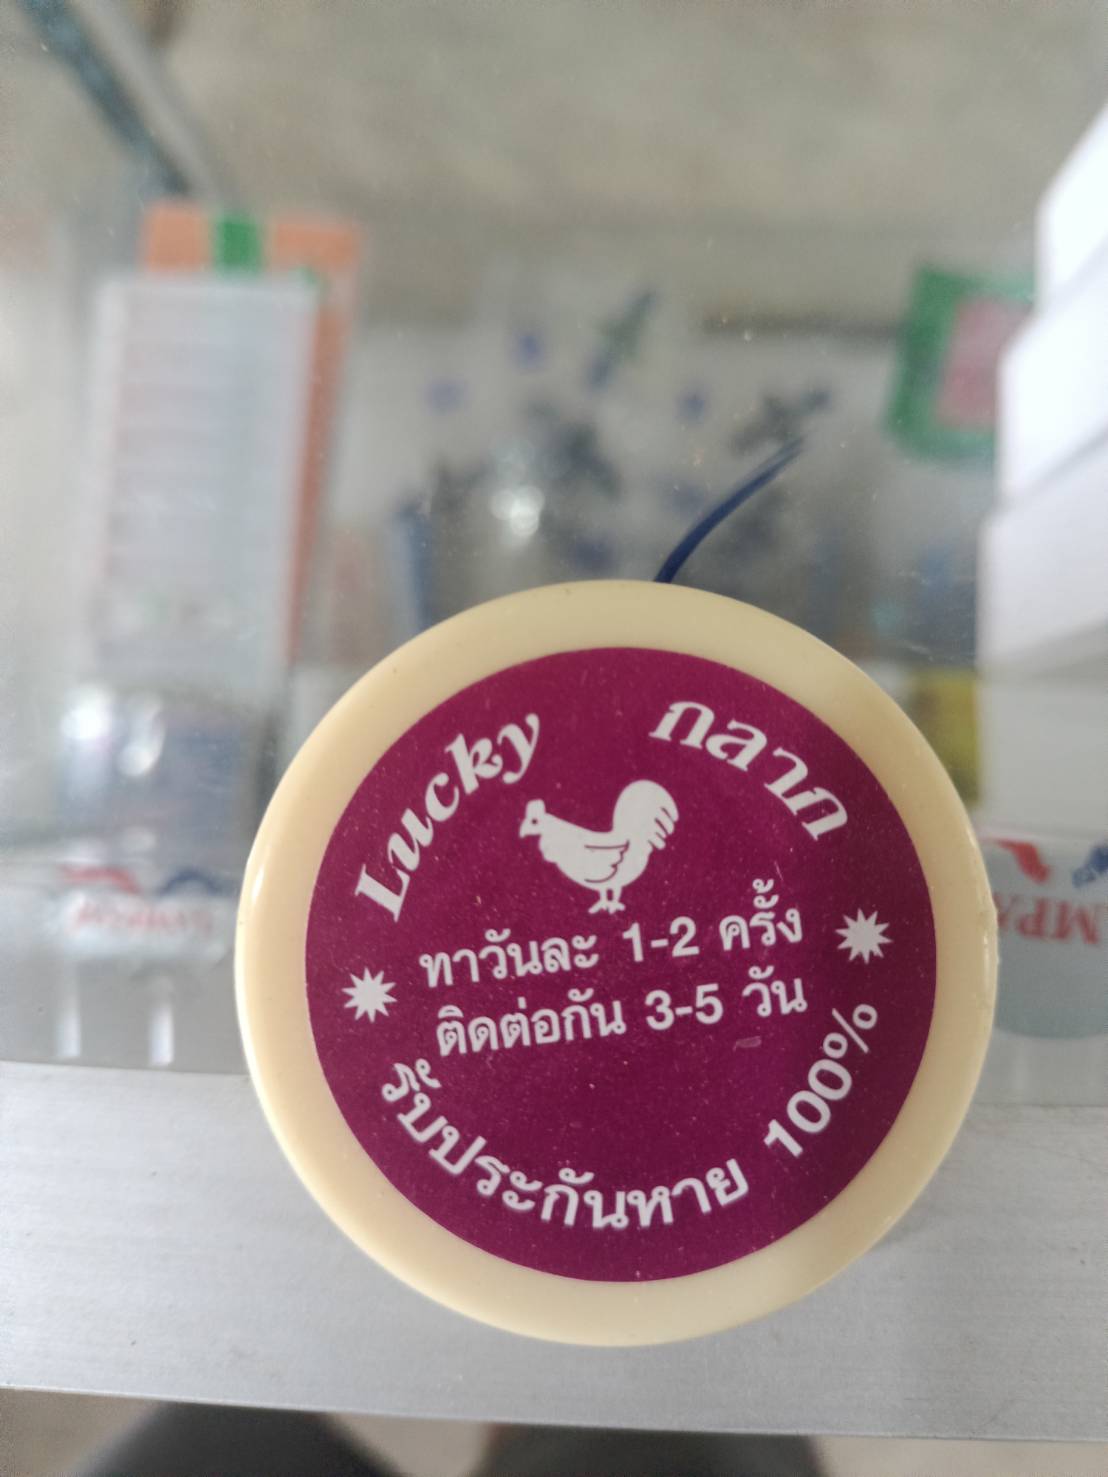 Lucky กลาก
ทาวันละ 1-2 ครั้ง
ติดต่อกัน 3-5 วัน
รับประกันหาย 100%